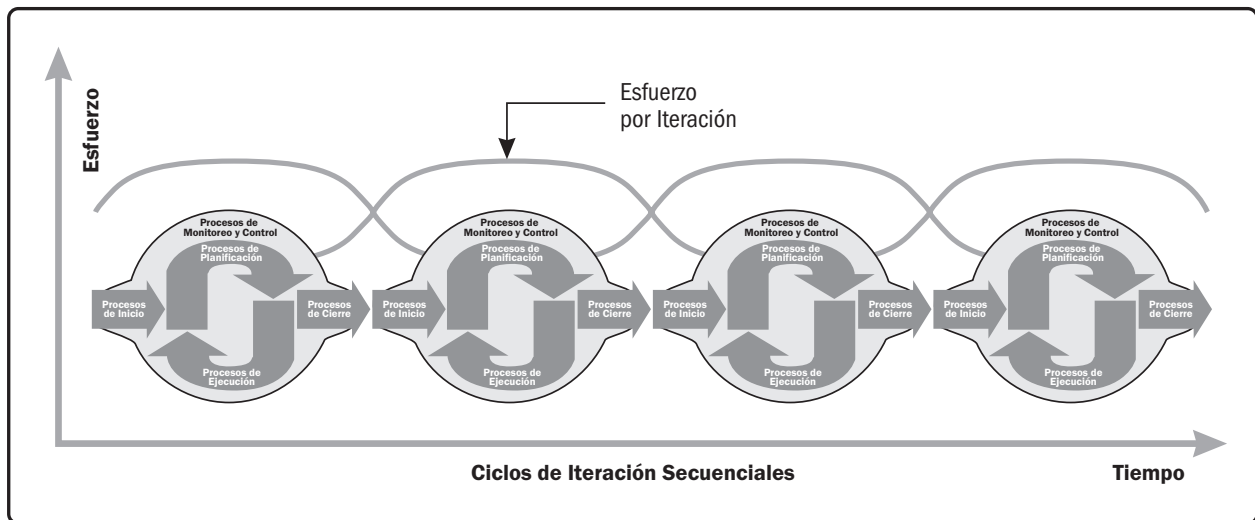 Esfuerzo
Esfuerzo
por Iteración
Procesos de
Monitoreo y Control
Procesos de
Planificación
Procesos
de Inicio
Procesos
de Cierre
Procesos de
Ejecución
Procesos de
Monitoreo y Control
Procesos de
Planificación
Procesos
de Inicio
Procesos
de Cierre
Procesos de
Ejecución
Procesos de
Monitoreo y Control
Procesos de
Planificación
Procesos
de Inicio
Procesos
de Cierre
Procesos de
Ejecución
Procesos de
Monitoreo y Control
Procesos de
Planificación
Procesos
de Inicio
Procesos
de Cierre
Procesos de
Ejecución
Ciclos de Iteración Secuenciales
Tiempo